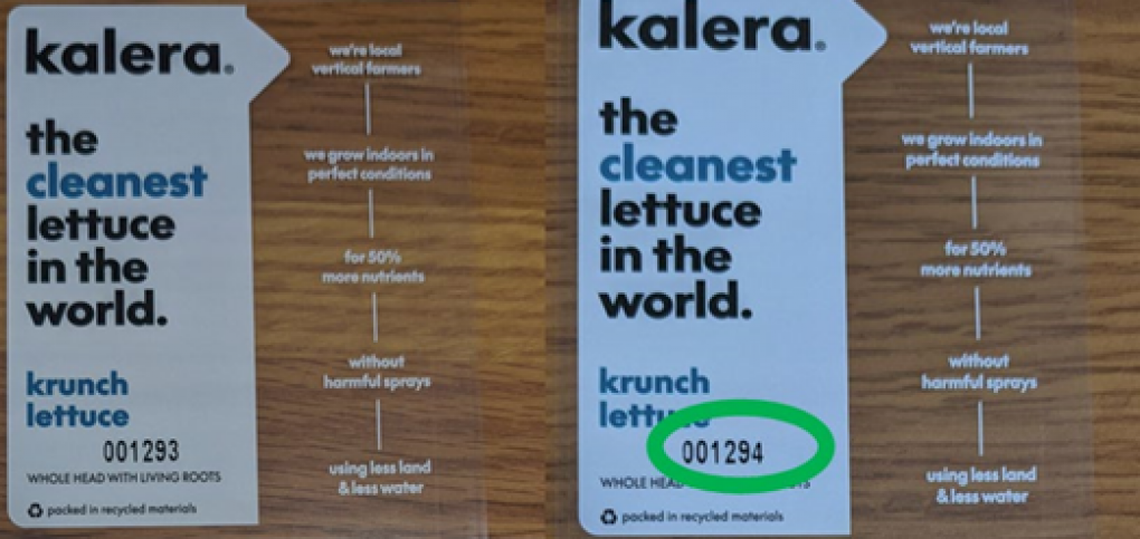 kalera®
the
cleanest
lettuce
in the
world.
krunch
lettuce
001293
WHOLE HEAD WITH LIVING ROOTS
packed in recycled materials
we're local
vertical farmers
we grow indoors in
perfect conditions
for 50%
more nutrients
without
harmful sprays
using less land
& less water
kalera®
the
cleanest
lettuce
in the
world.
krunch
lettuce
001294
WHOLE
packed in recycled materials
we're local
vertical farmers
we grow indoors in
perfect conditions
for 50%
more nutrients
without
harmful sprays
using less land
& less water